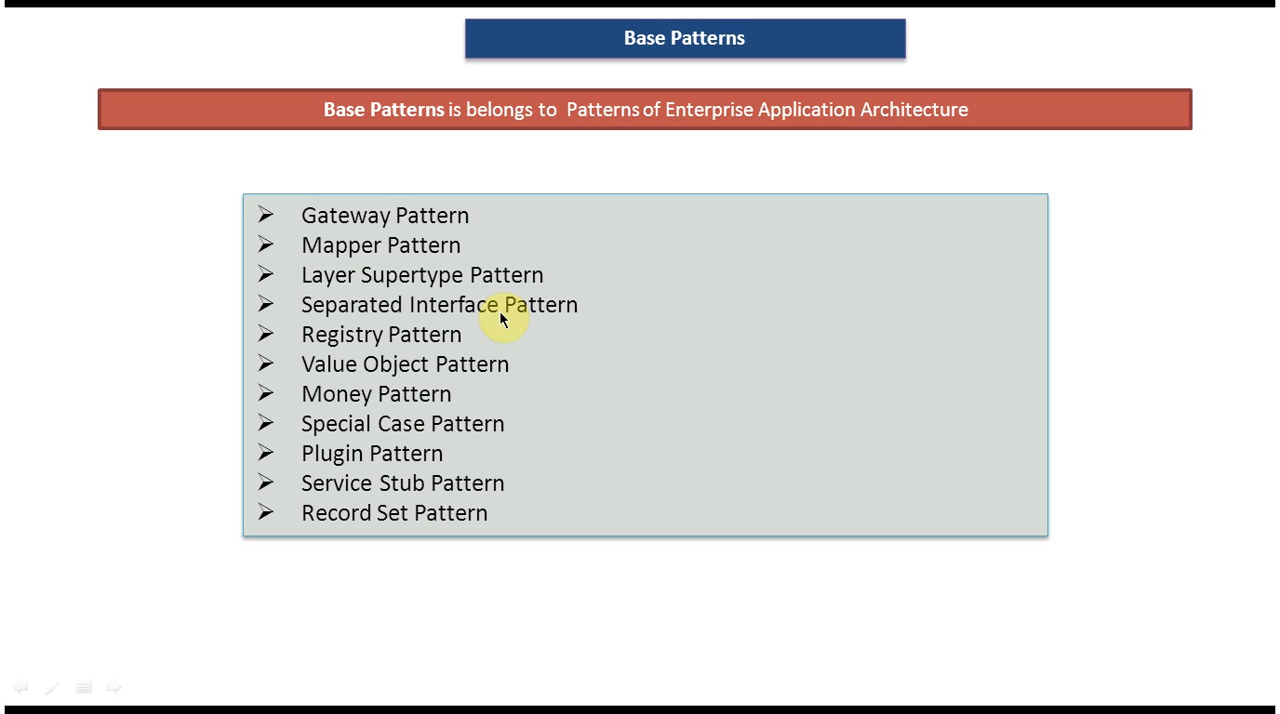 Base Patterns
Base Patterns is belongs to Patterns of Enterprise Application Architecture
Gateway Pattern
Mapper Pattern
Layer Supertype Pattern
Separated Interface Pattern
Registry Pattern
Value Object Pattern
Money Pattern
Special Case Pattern
Plugin Pattern
Service Stub Pattern
Record Set Pattern